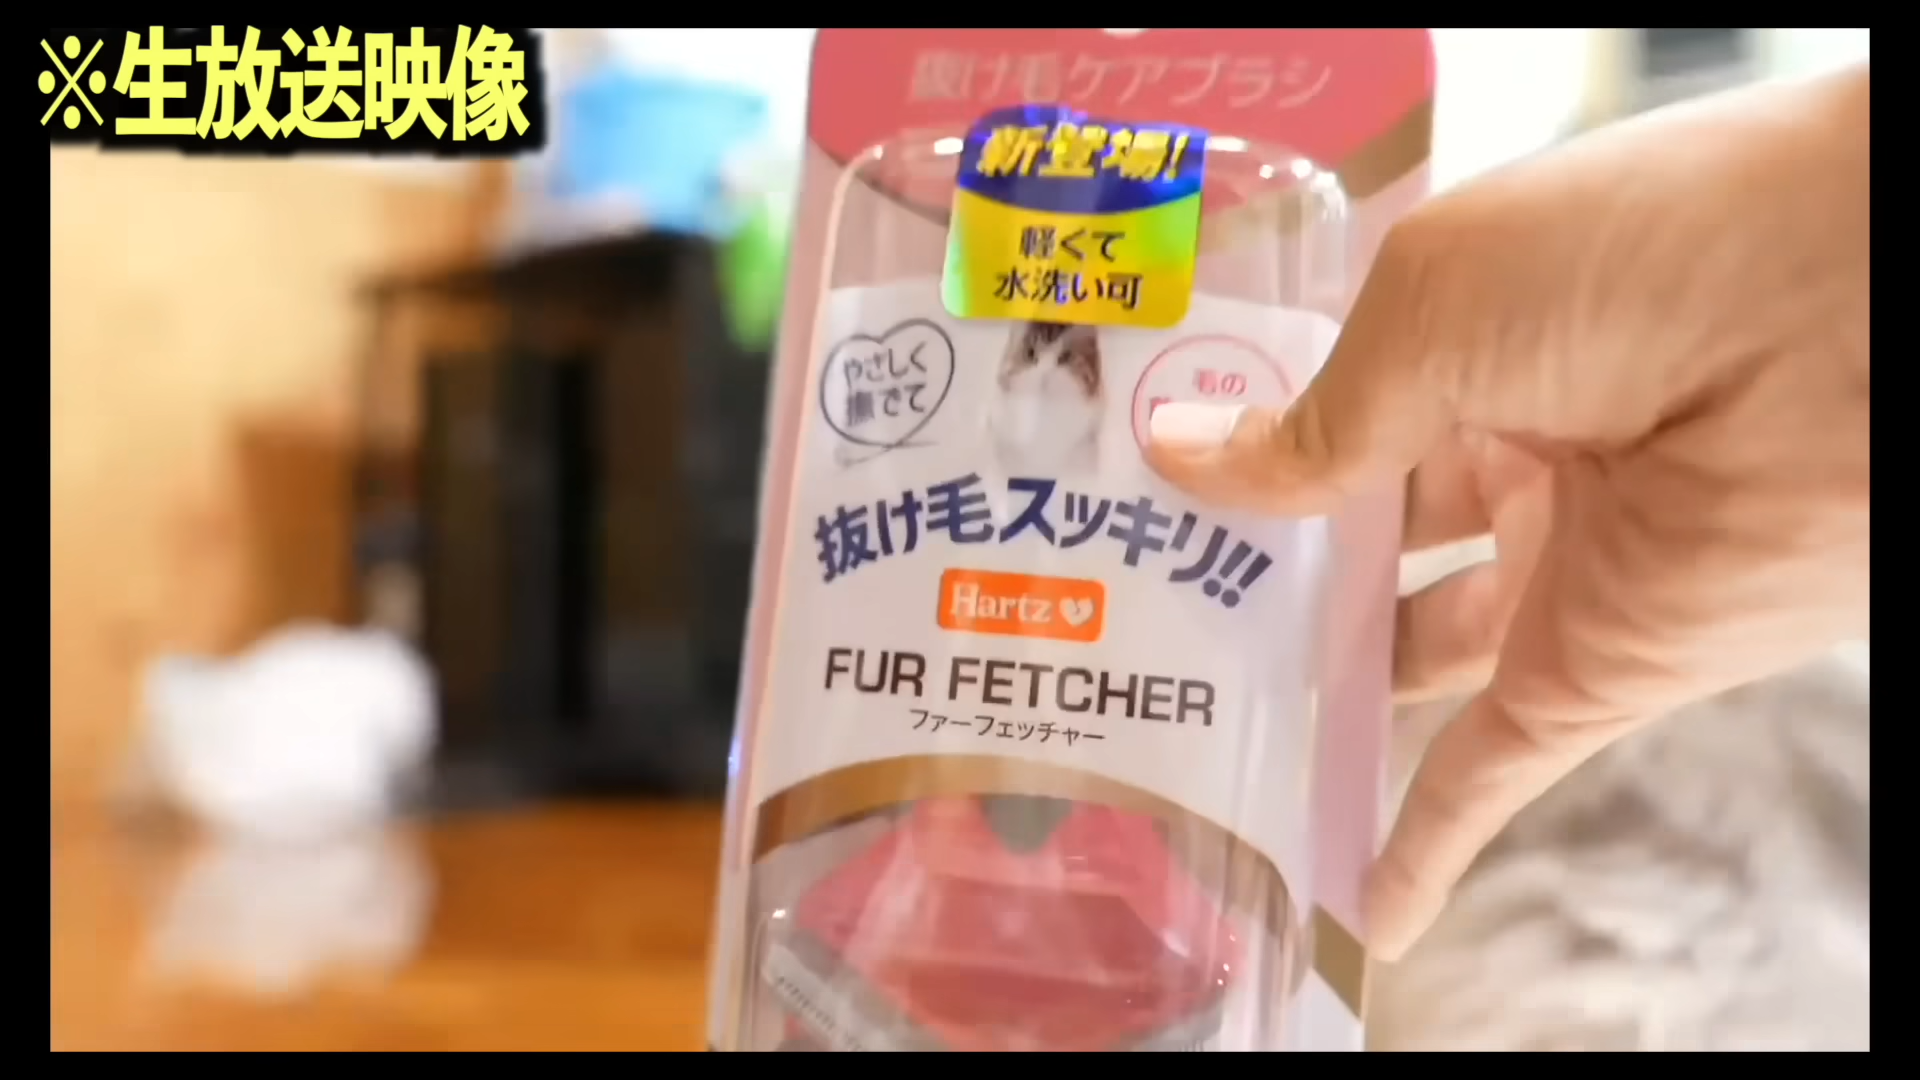 ※生放送映像
抜け毛ケアブラシ
新登場!
軽くて
水洗い可
やさしく
撫でて
毛の
抜け毛スッキリ!!
Hartz
FUR FETCHER
ファーフェッチャー